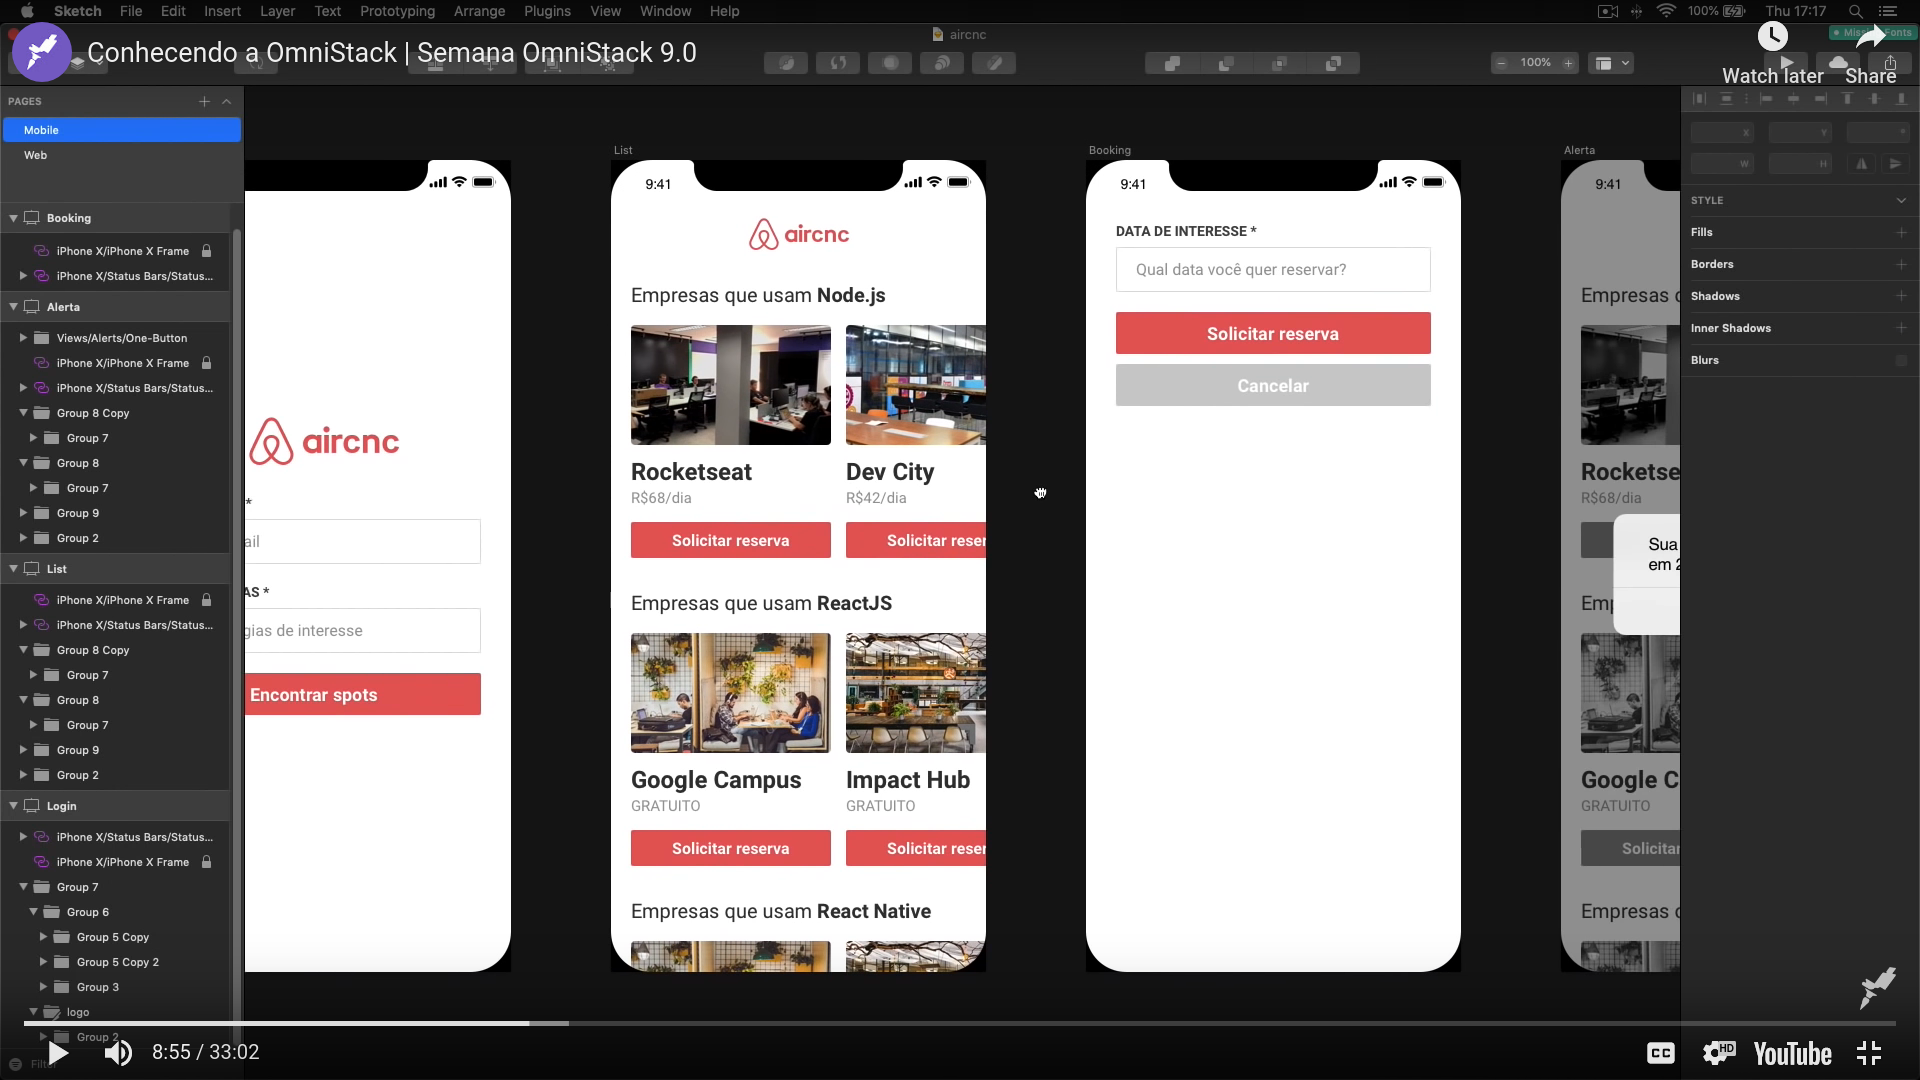 Sketch File Edit Insert Layer Text Prototyping Arrange Plugins View Window Help
100% Thu 17:17
aircnc
Conhecendo a OmniStack | Semana OmniStack 9.0
Watch later Share
100%
PAGES
Mobile
Web
Booking
iPhone X/iPhone X Frame
iPhone X/Status Bars/Status...
Alerta
Views/Alerts/One-Button
iPhone X/iPhone X Frame
iPhone X/Status Bars/Status...
Group 8 Copy
Group 7
Group 8
Group 7
Group 9
Group 2
List
iPhone X/iPhone X Frame
iPhone X/Status Bars/Status...
Group 8 Copy
Group 7
Group 8
Group 7
Group 9
Group 2
Login
iPhone X/Status Bars/Status...
iPhone X/iPhone X Frame
Group 7
Group 6
Group 5 Copy
Group 5 Copy 2
Group 3
logo
Group 2
aircnc
*
ail
AS *
gias de interesse
Encontrar spots
List
9:41
aircnc
Empresas que usam Node.js
Rocketseat
R$68/dia
Solicitar reserva
Dev City
R$42/dia
Solicitar reser
Empresas que usam ReactJS
Google Campus
GRATUITO
Solicitar reserva
Impact Hub
GRATUITO
Solicitar reser
Empresas que usam React Native
Booking
9:41
DATA DE INTERESSE *
Qual data você quer reservar?
Solicitar reserva
Cancelar
Alerta
9:41
Empresas
Rocketse
R$68/dia
Sua
em 2
Emp
Google C
GRATUITO
Solicitar
Empresas
X Y °
W H
STYLE
Fills
Borders
Shadows
Inner Shadows
Blurs
8:55 / 33:02
CC
HD
YouTube